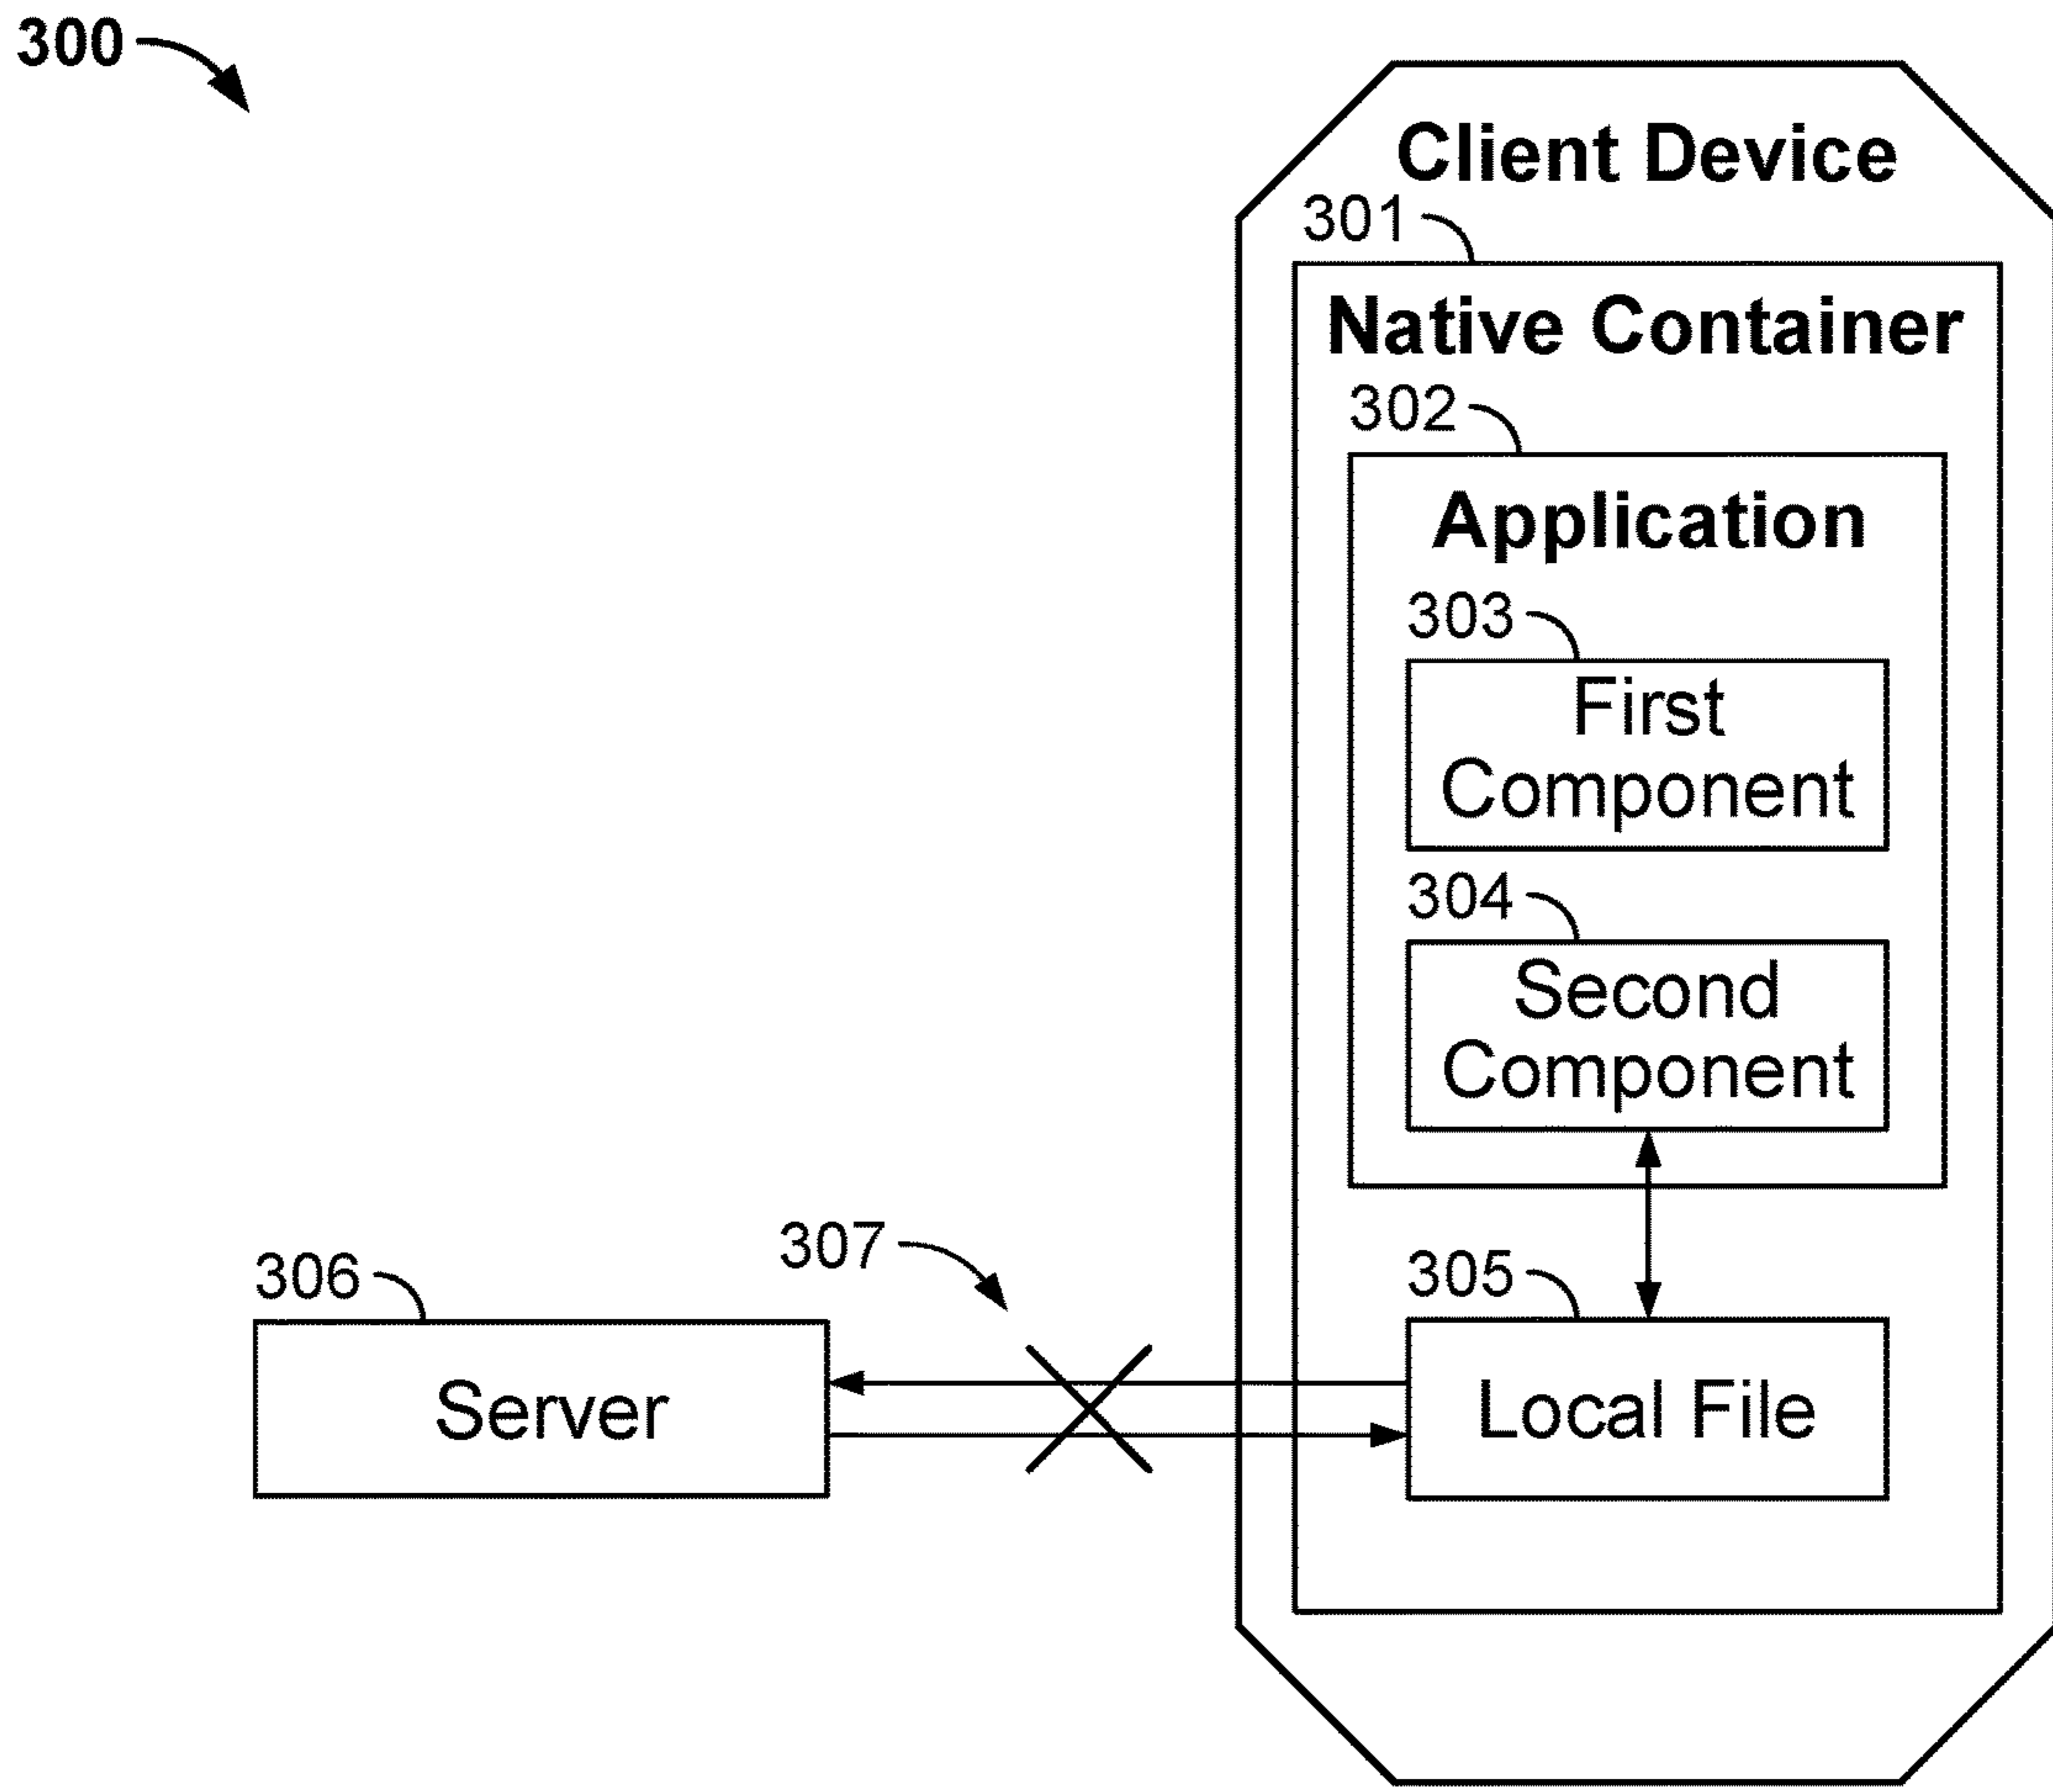 300
Client Device
301
Native Container
302
Application
303
First
Component
304
Second
Component
307
306
305
Server
Local File